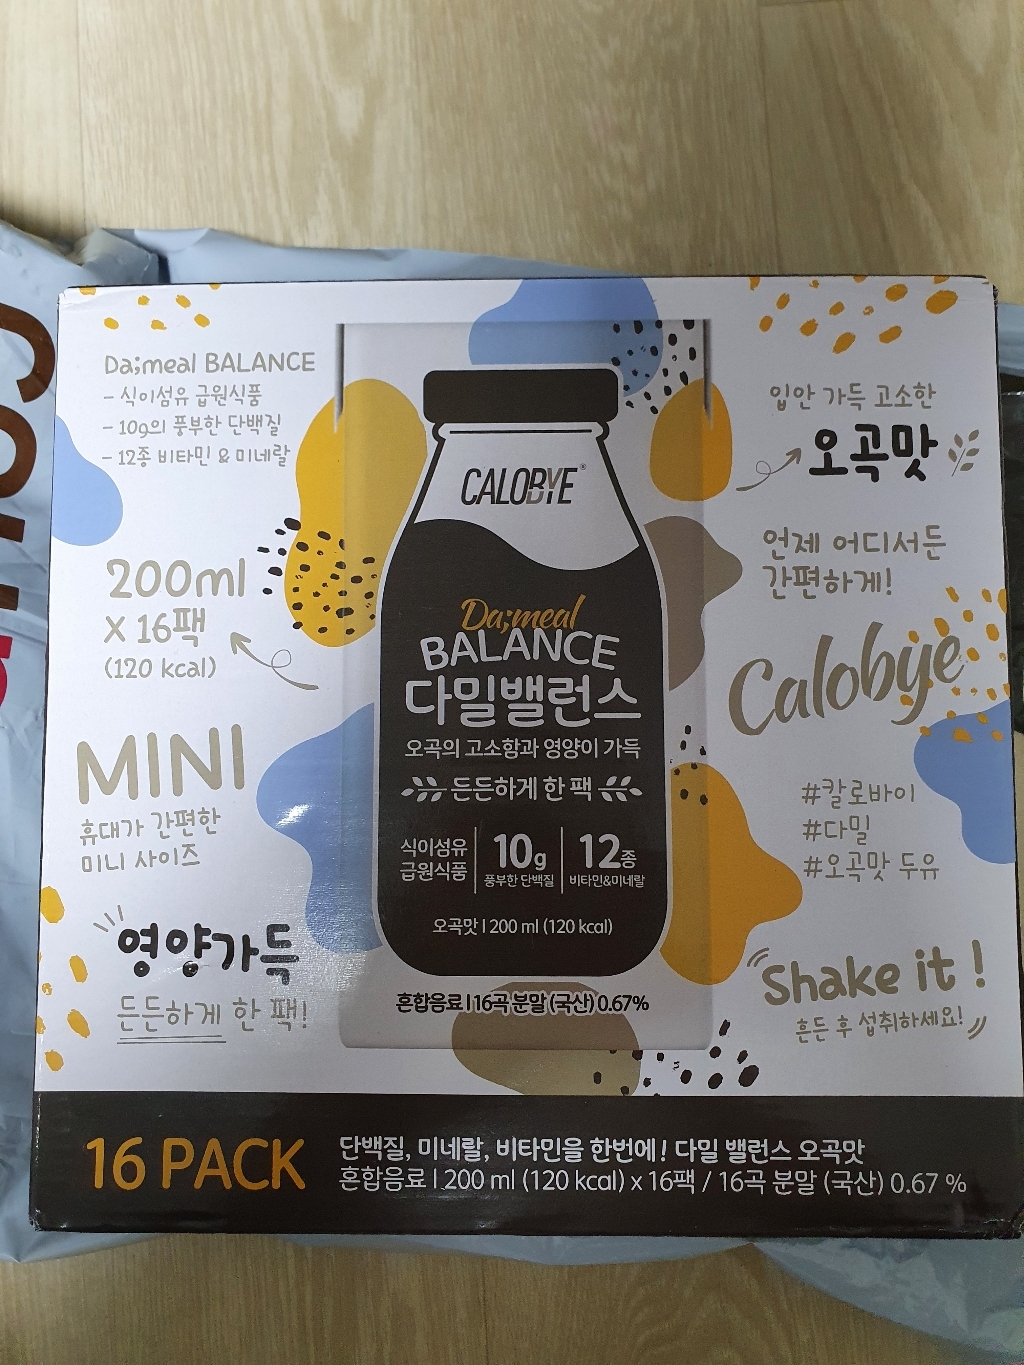 Da;meal BALANCE
- 식이섬유 급원식품
- 10g의 풍부한 단백질
- 12종 비타민 & 미네랄
200ml
X 16팩
(120 kcal)
MINI
휴대가 간편한
미니 사이즈
영양가득
든든하게 한 팩!
CALOBYE
Da;meal
BALANCE
다밀밸런스
오곡의 고소함과 영양이 가득
든든하게 한 팩
식이섬유
급원식품
10g
풍부한 단백질
12종
비타민&미네랄
오곡맛 | 200 ml (120 kcal)
혼합음료 | 16곡 분말 (국산) 0.67%
입안 가득 고소한
오곡맛
언제 어디서든
간편하게!
Calobye
#칼로바이
#다밀
#오곡맛 두유
Shake it !
흔든 후 섭취하세요!
16 PACK
단백질, 미네랄, 비타민을 한번에! 다밀 밸런스 오곡맛
혼합음료 | 200 ml (120 kcal) x 16팩 / 16곡 분말 (국산) 0.67 %